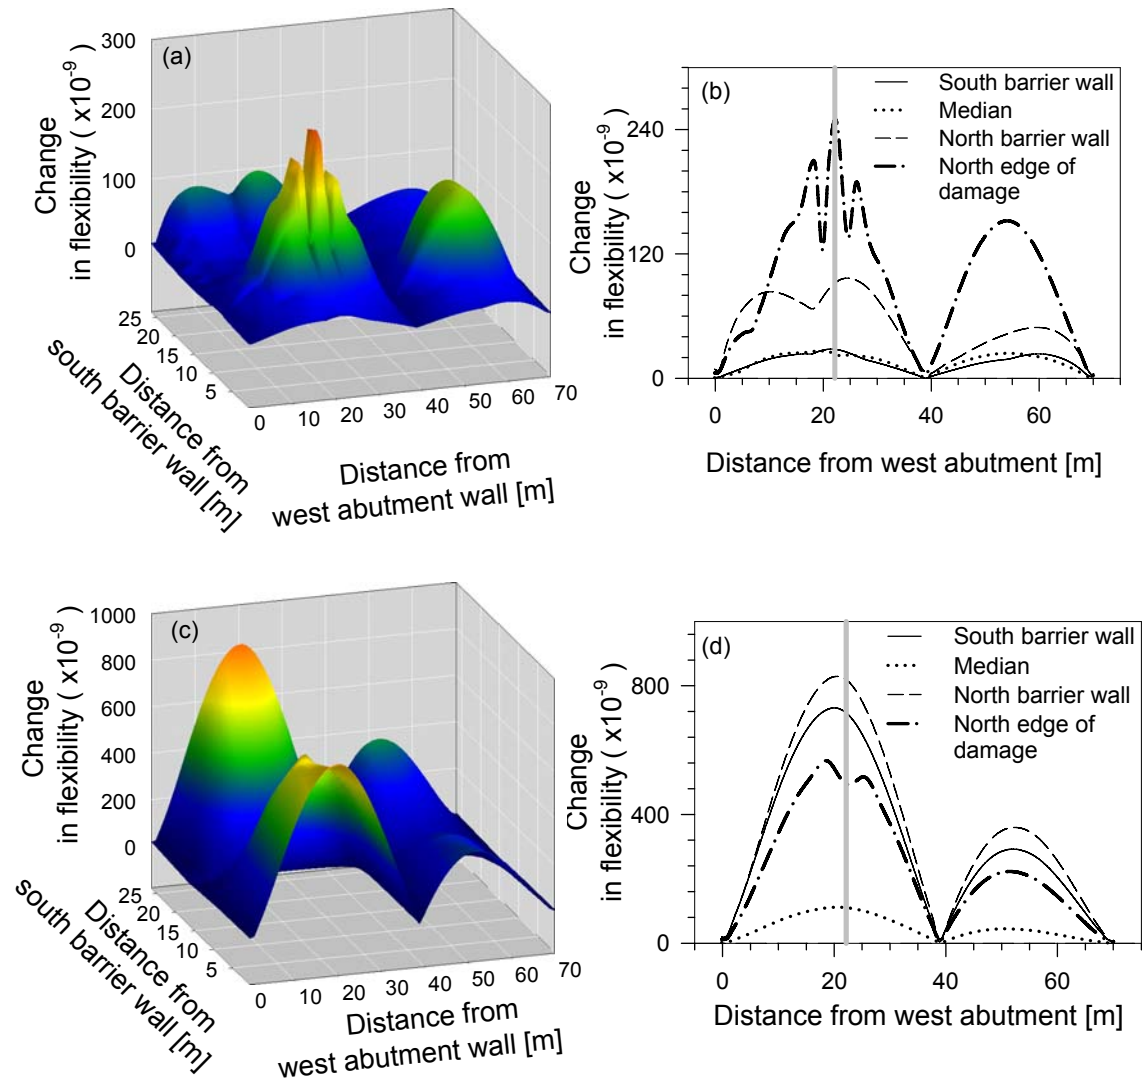 (a)
300
200
100
0
Change
in flexibility ( x10-9 )
25
20
15
10
5
Distance from
south barrier wall [m]
0 10 20 30 40 50 60 70
Distance from
west abutment wall [m]
(b)
South barrier wall
Median
North barrier wall
North edge of
damage
240
120
0
Change
in flexibility ( x10-9 )
0 20 40 60
Distance from west abutment [m]
(c)
1000
800
600
400
200
0
Change
in flexibility ( x10-9 )
25
20
15
10
5
Distance from
south barrier wall [m]
0 10 20 30 40 50 60 70
Distance from
west abutment wall [m]
(d)
South barrier wall
Median
North barrier wall
North edge of
damage
800
400
0
Change
in flexibility ( x10-9 )
0 20 40 60
Distance from west abutment [m]